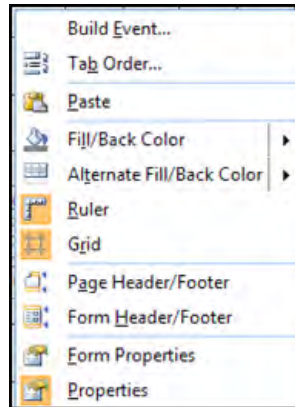 Build Event...
Tab Order...
Paste
Fill/Back Color
Alternate Fill/Back Color
Ruler
Grid
Page Header/Footer
Form Header/Footer
Form Properties
Properties